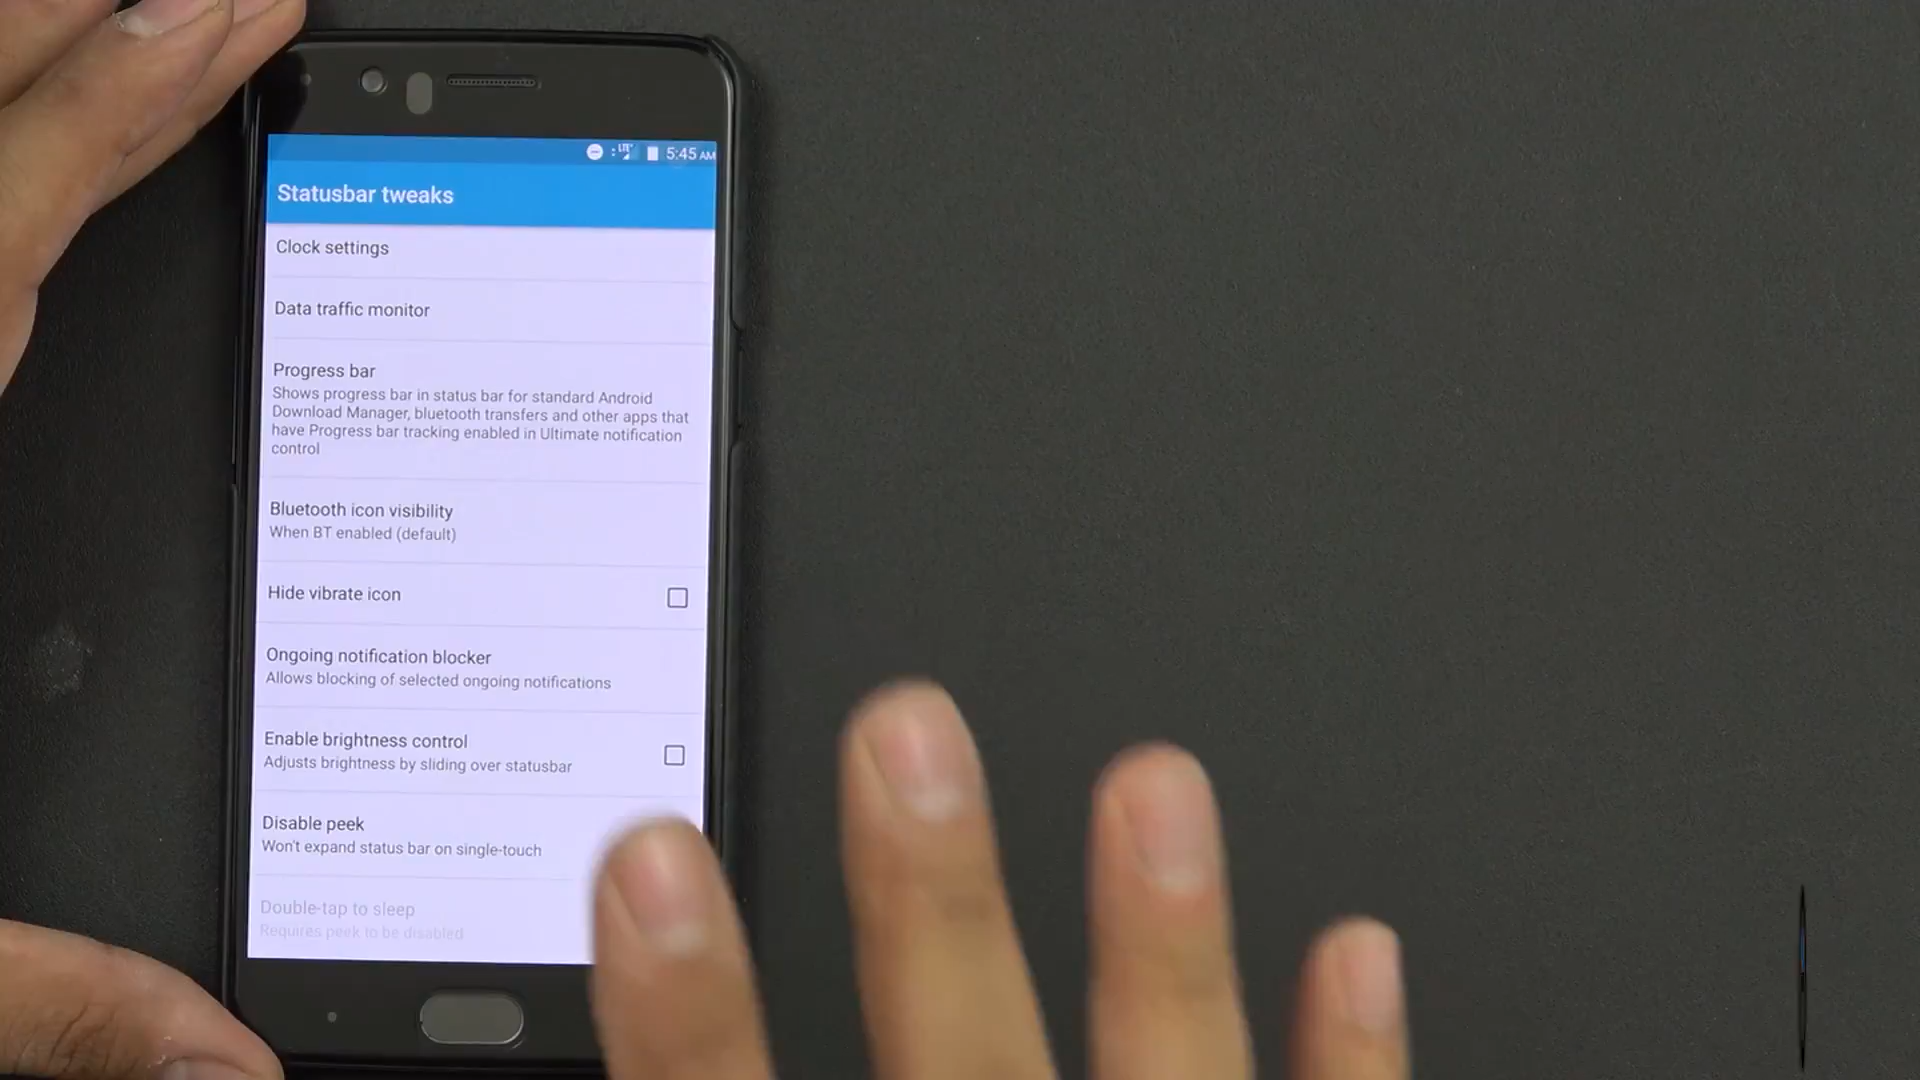 LTE+ 5:45 AM
Statusbar tweaks
Clock settings
Data traffic monitor
Progress bar
Shows progress bar in status bar for standard Android
Download Manager, bluetooth transfers and other apps that
have Progress bar tracking enabled in Ultimate notification
control
Bluetooth icon visibility
When BT enabled (default)
Hide vibrate icon
Ongoing notification blocker
Allows blocking of selected ongoing notifications
Enable brightness control
Adjusts brightness by sliding over statusbar
Disable peek
Won't expand status bar on single-touch
Double-tap to sleep
Requires peek to be disabled